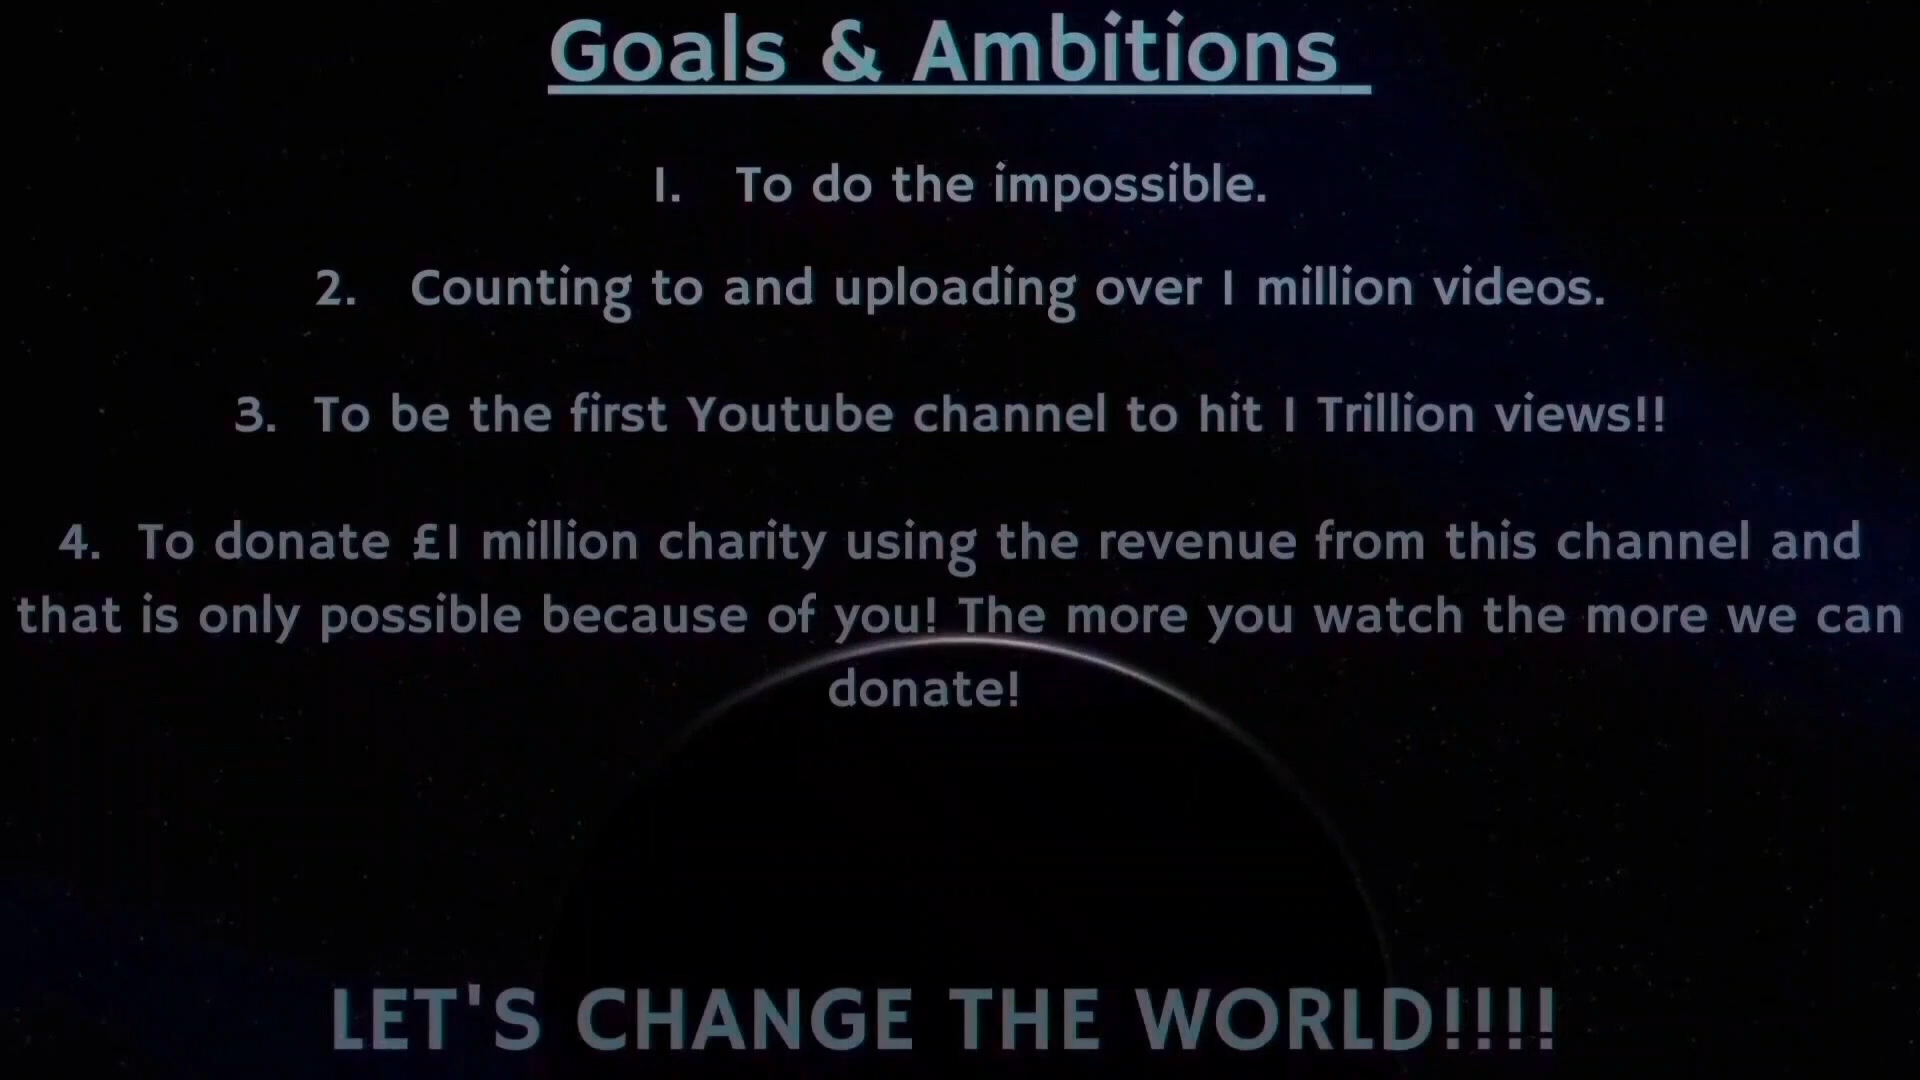 Goals & Ambitions
1. To do the impossible.
2. Counting to and uploading over 1 million videos.
3. To be the first Youtube channel to hit 1 Trillion views!!
4. To donate £1 million charity using the revenue from this channel and
that is only possible because of you! The more you watch the more we can
donate!
LET'S CHANGE THE WORLD!!!!